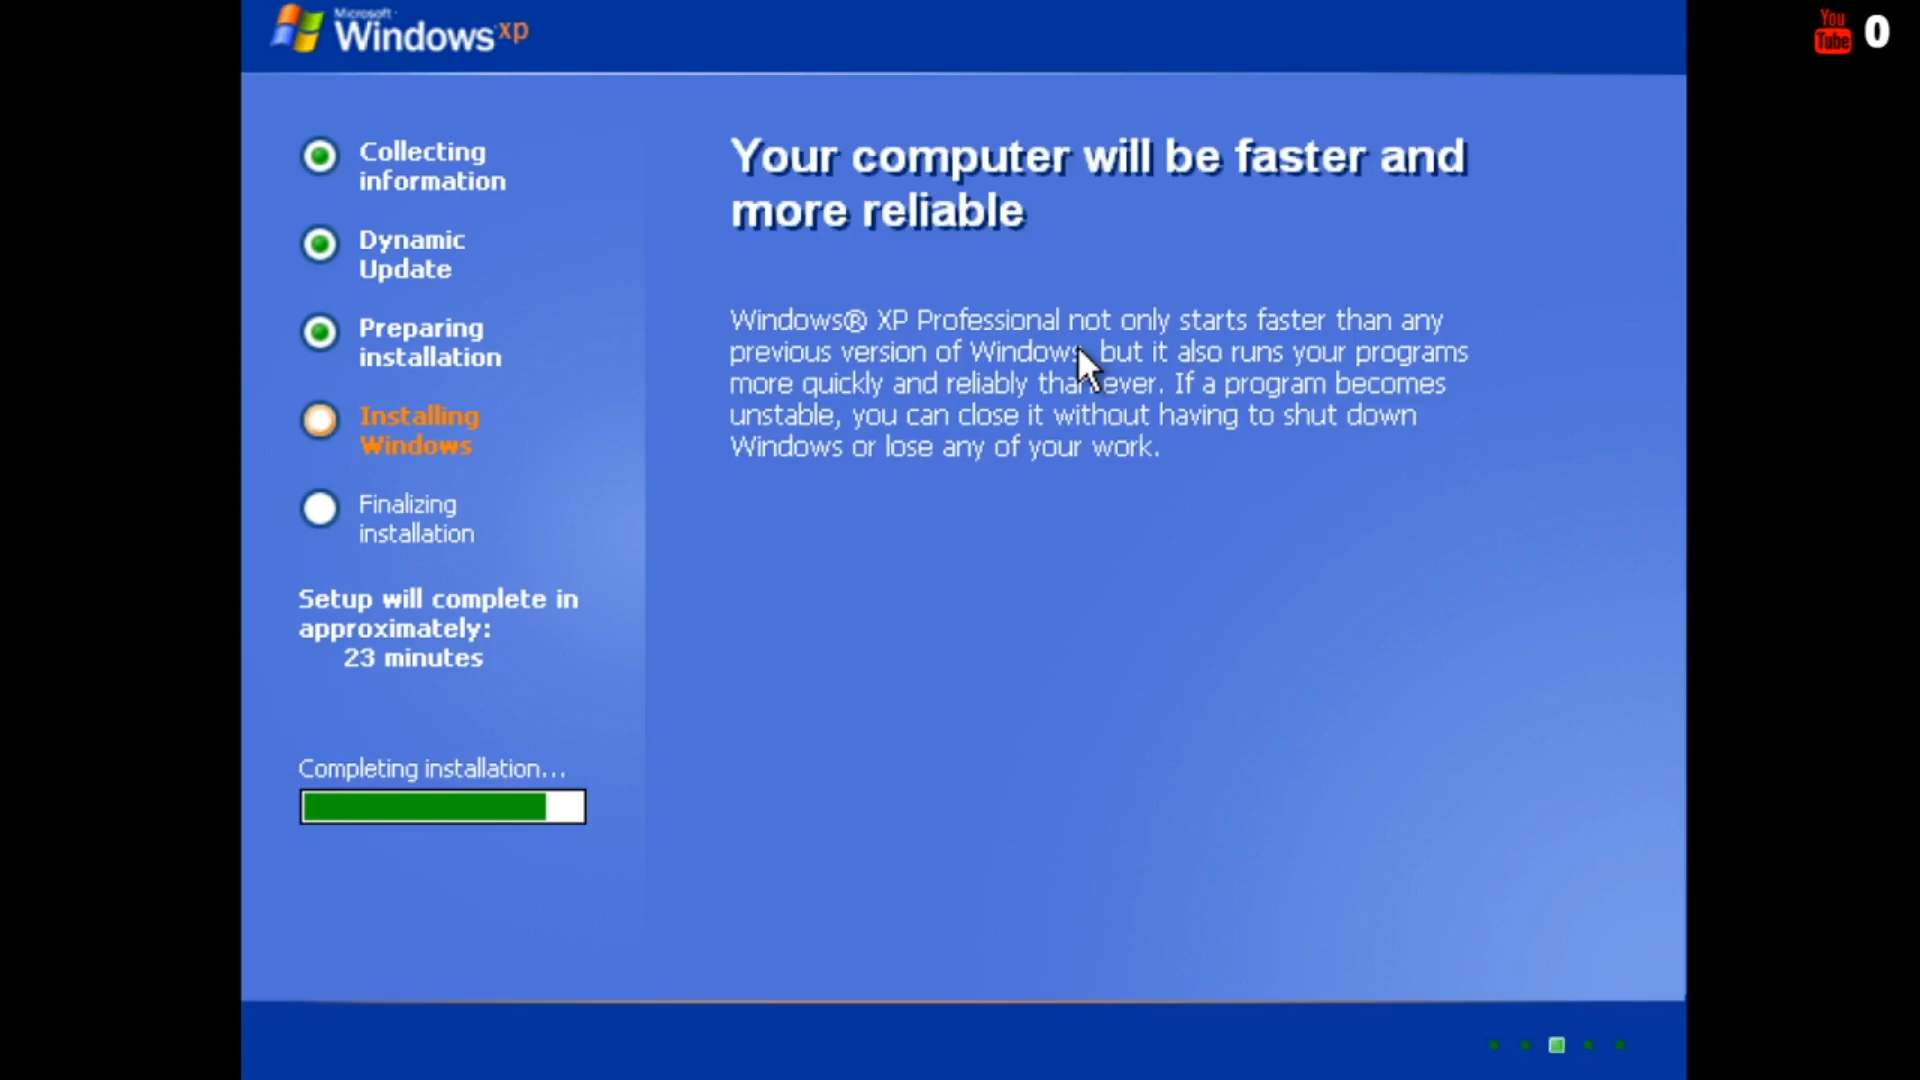 Microsoft
Windows xp
You
Tube 0
Collecting
information
Dynamic
Update
Preparing
installation
Installing
Windows
Finalizing
installation
Setup will complete in
approximately:
23 minutes
Completing installation...
Your computer will be faster and
more reliable
Windows® XP Professional not only starts faster than any
previous version of Windows, but it also runs your programs
more quickly and reliably than ever. If a program becomes
unstable, you can close it without having to shut down
Windows or lose any of your work.